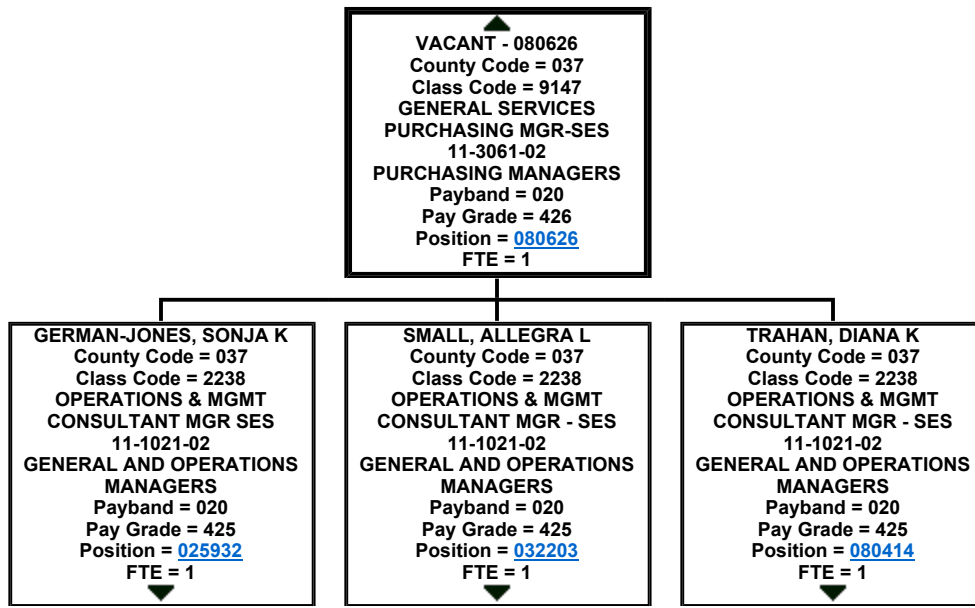 VACANT - 080626
County Code = 037
Class Code = 9147
GENERAL SERVICES
PURCHASING MGR-SES
11-3061-02
PURCHASING MANAGERS
Payband = 020
Pay Grade = 426
Position = 080626
FTE = 1
GERMAN-JONES, SONJA K
County Code = 037
Class Code = 2238
OPERATIONS & MGMT
CONSULTANT MGR SES
11-1021-02
GENERAL AND OPERATIONS
MANAGERS
Payband = 020
Pay Grade = 425
Position = 025932
FTE = 1
SMALL, ALLEGRA L
County Code = 037
Class Code = 2238
OPERATIONS & MGMT
CONSULTANT MGR - SES
11-1021-02
GENERAL AND OPERATIONS
MANAGERS
Payband = 020
Pay Grade = 425
Position = 032203
FTE = 1
TRAHAN, DIANA K
County Code = 037
Class Code = 2238
OPERATIONS & MGMT
CONSULTANT MGR - SES
11-1021-02
GENERAL AND OPERATIONS
MANAGERS
Payband = 020
Pay Grade = 425
Position = 080414
FTE = 1